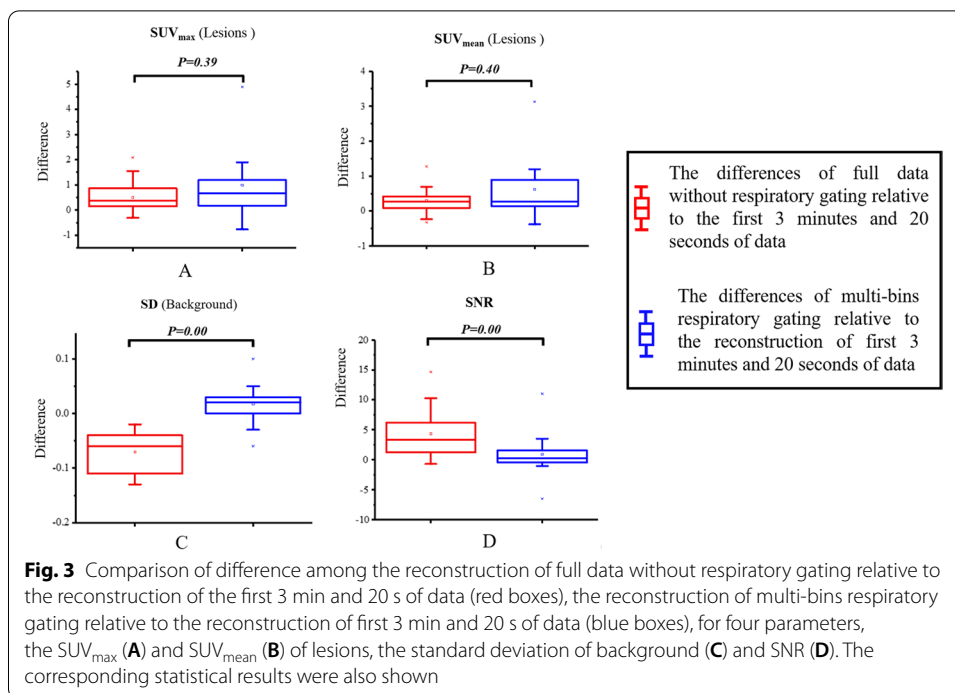 SUVmax (Lesions )
P=0.39
Difference
5
4
3
2
1
0
-1
A
SUVmean (Lesions )
P=0.40
Difference
4
3
2
1
0
-1
B
The differences of full data
without respiratory gating relative
to the first 3 minutes and 20
seconds of data
The differences of multi-bins
respiratory gating relative to
the reconstruction of first 3
minutes and 20 seconds of data
SD (Background)
P=0.00
Difference
0.1
0.0
-0.1
-0.2
C
SNR
P=0.00
Difference
20
15
10
5
0
-5
-10
D
Fig. 3 Comparison of difference among the reconstruction of full data without respiratory gating relative to
the reconstruction of the first 3 min and 20 s of data (red boxes), the reconstruction of multi-bins respiratory
gating relative to the reconstruction of first 3 min and 20 s of data (blue boxes), for four parameters,
the SUVmax (A) and SUVmean (B) of lesions, the standard deviation of background (C) and SNR (D). The
corresponding statistical results were also shown